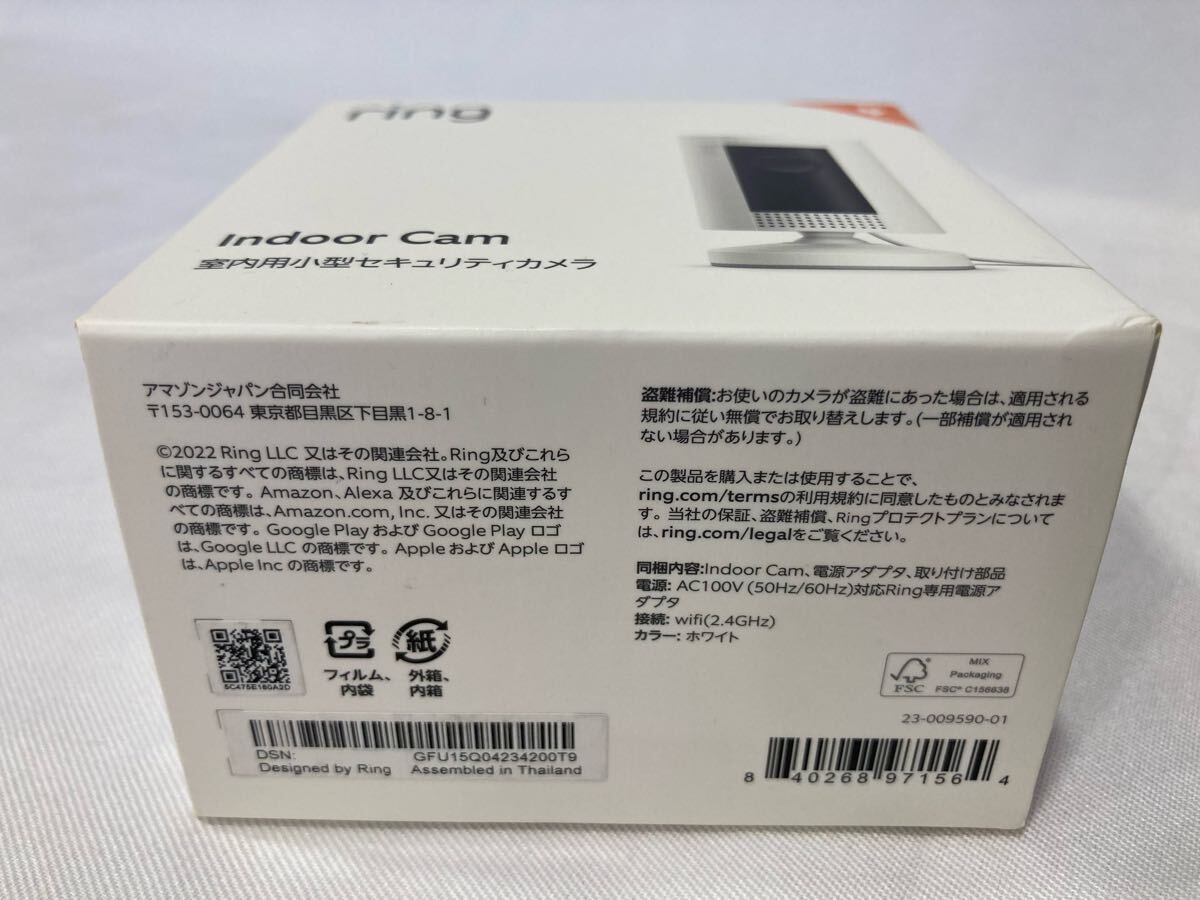 ring
Indoor Cam
室内用小型セキュリティカメラ
アマゾンジャパン合同会社
〒153-0064 東京都目黒区下目黒1-8-1
©2022 Ring LLC 又はその関連会社。Ring及びこれら
に関するすべての商標は、Ring LLC又はその関連会社
の商標です。Amazon、Alexa 及びこれらに関連するす
べての商標は、Amazon.com, Inc. 又はその関連会社の
商標です。Google Play および Google Play ロゴ
は、Google LLC の商標です。Apple および Apple ロゴ
は、Apple Inc の商標です。
5C475E160A2D
プラ
フィルム、
内袋
紙
外箱、
内箱
DSN: GFU15Q04234200T9
Designed by Ring Assembled in Thailand
盗難補償:お使いのカメラが盗難にあった場合は、適用される
規約に従い無償でお取り替えします。(一部補償が適用され
ない場合があります。)
この製品を購入または使用することで、
ring.com/termsの利用規約に同意したものとみなされま
す。当社の保証、盗難補償、Ringプロテクトプランについて
は、ring.com/legalをご覧ください。
同梱内容:Indoor Cam、電源アダプタ、取り付け部品
電源: AC100V (50Hz/60Hz)対応Ring専用電源ア
ダプタ
接続: wifi(2.4GHz)
カラー: ホワイト
FSC
MIX
Packaging
FSC® C156638
23-009590-01
8 40268 97156 4